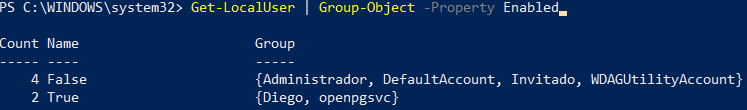 PS C:\WINDOWS\system32> Get-LocalUser | Group-Object -Property Enabled
Count Name                      Group
----- ----                      -----
    4 False                     {Administrador, DefaultAccount, Invitado, WDAGUtilityAccount}
    2 True                      {Diego, openpgsvc}